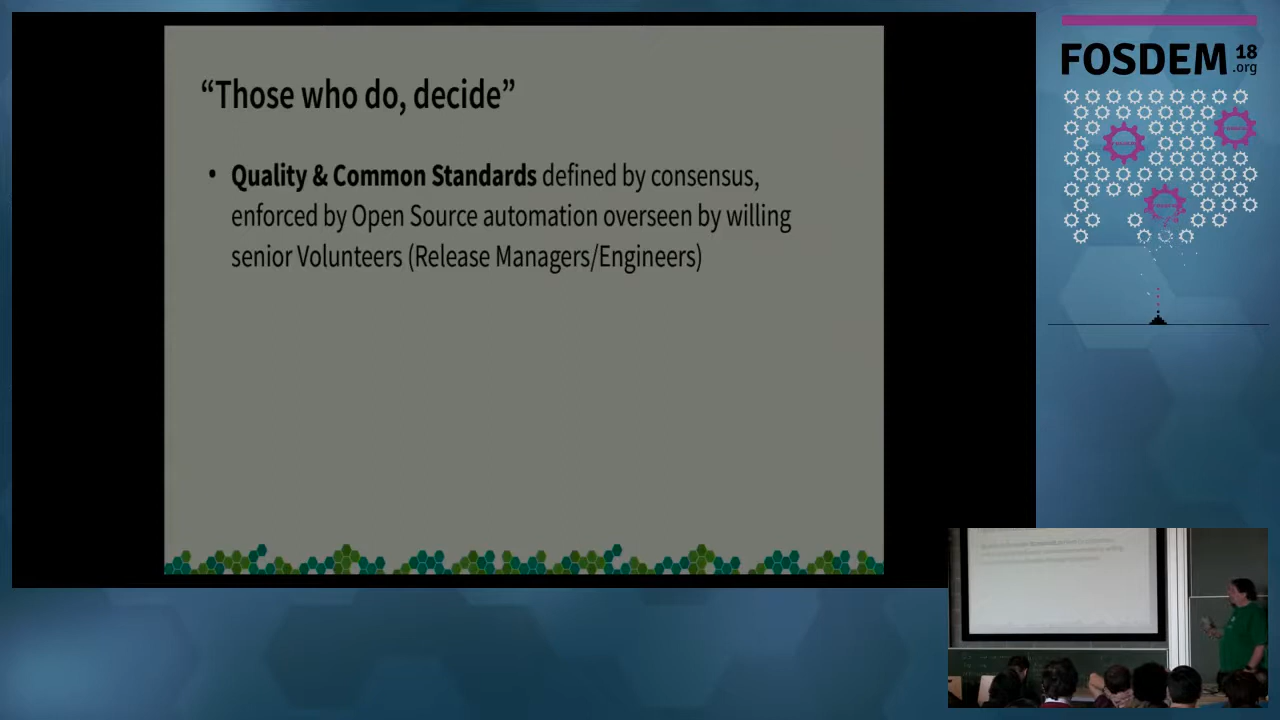 “Those who do, decide”
• Quality & Common Standards defined by consensus,
enforced by Open Source automation overseen by willing
senior Volunteers (Release Managers/Engineers)
FOSDEM 18
.org